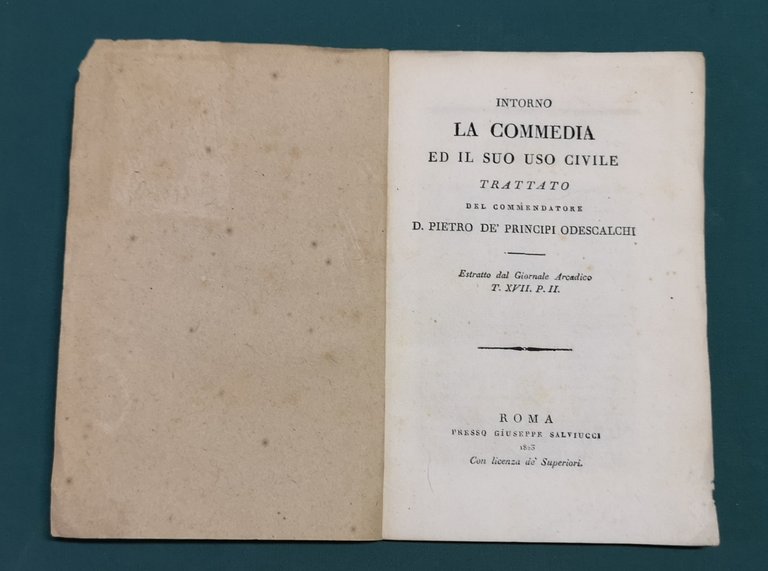 INTORNO
LA COMMEDIA
ED IL SUO USO CIVILE
TRATTATO
DEL COMMENDATORE
D. PIETRO DE' PRINCIPI ODESCALCHI
Estratto dal Giornale Arcadico
T. XVII. P. II.
ROMA
PRESSO GIUSEPPE SALVIUCCI
1823
Con licenza de' Superiori.